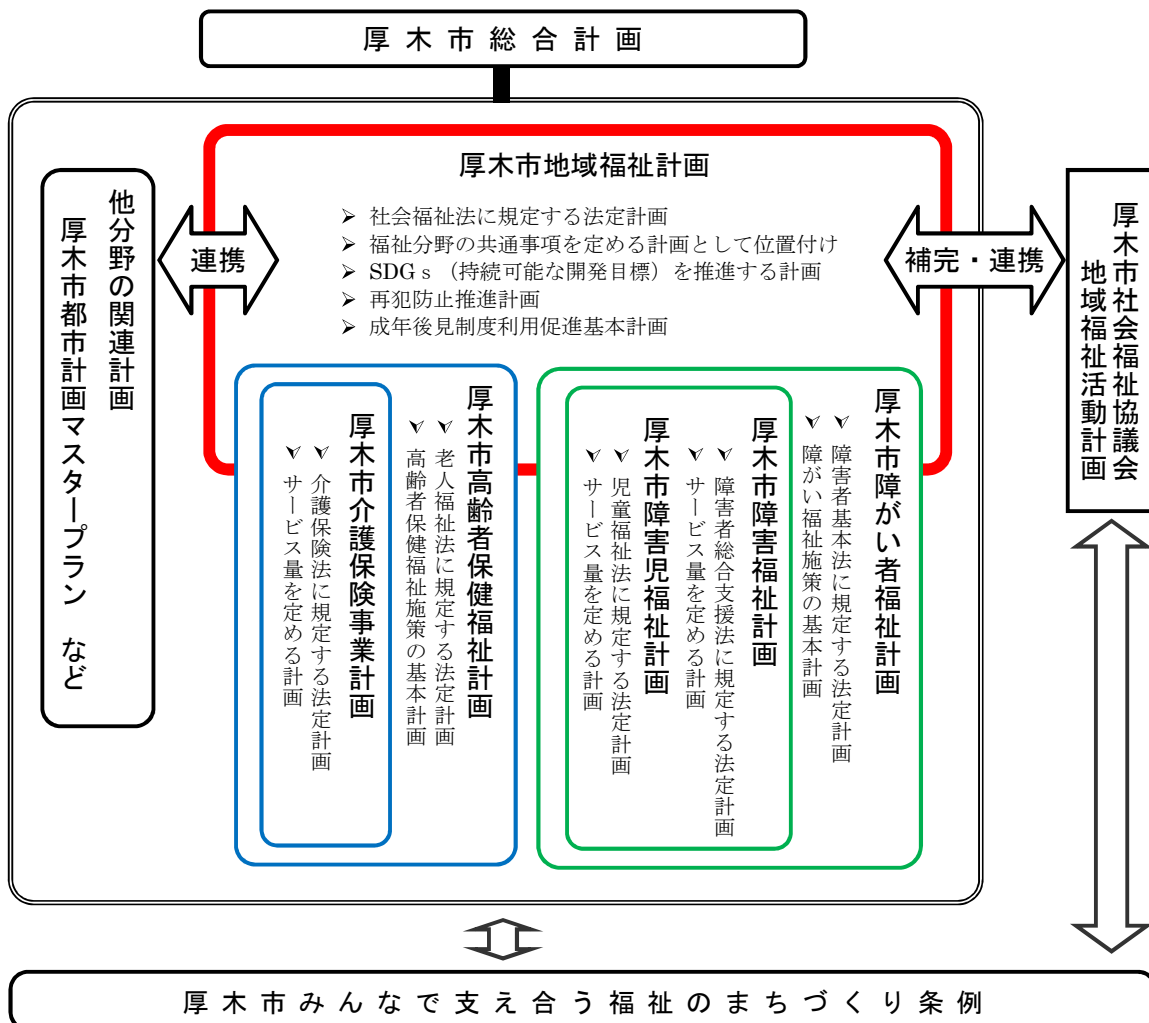 厚木市総合計画
厚木市地域福祉計画
➢ 社会福祉法に規定する法定計画
➢ 福祉分野の共通事項を定める計画として位置付け
➢ SDGｓ（持続可能な開発目標）を推進する計画
➢ 再犯防止推進計画
➢ 成年後見制度利用促進基本計画
他分野の関連計画
厚木市都市計画マスタープラン など
連携
補完・連携
厚木市社会福祉協議会
地域福祉活動計画
厚木市高齢者保健福祉計画
➢ 老人福祉法に規定する法定計画
➢ 高齢者保健福祉施策の基本計画
厚木市介護保険事業計画
➢ 介護保険法に規定する法定計画
➢ サービス量を定める計画
厚木市障がい者福祉計画
➢ 障害者基本法に規定する法定計画
➢ 障がい福祉施策の基本計画
厚木市障害福祉計画
➢ 障害者総合支援法に規定する法定計画
➢ サービス量を定める計画
厚木市障害児福祉計画
➢ 児童福祉法に規定する法定計画
➢ サービス量を定める計画
厚木市みんなで支え合う福祉のまちづくり条例